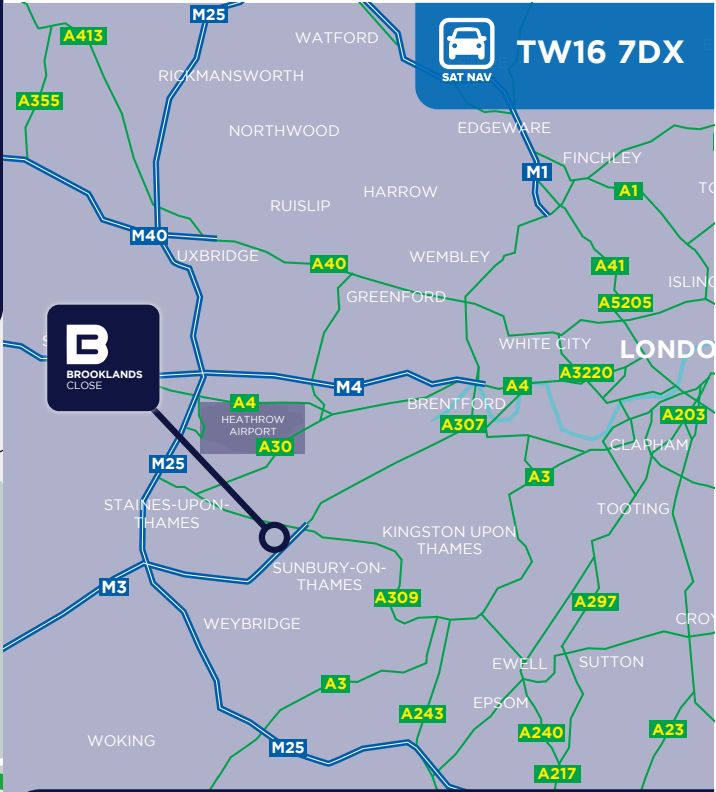 M25
A413
WATFORD
SAT NAV
TW16 7DX
RICKMANSWORTH
A355
NORTHWOOD
EDGEWARE
FINCHLEY
M1
A1
HARROW
RUISLIP
M40
UXBRIDGE
A40
WEMBLEY
A41
GREENFORD
A5205
BROOKLANDS
CLOSE
WHITE CITY
LONDO
A3220
M4
A4
A4
BRENTFORD
A203
HEATHROW
AIRPORT
A307
A30
CLAPHAM
M25
A3
STAINES-UPON-
THAMES
TOOTING
KINGSTON UPON
THAMES
SUNBURY-ON-
THAMES
M3
A309
A297
WEYBRIDGE
CROY
EWELL
SUTTON
A3
EPSOM
A243
A240
A23
WOKING
M25
A217